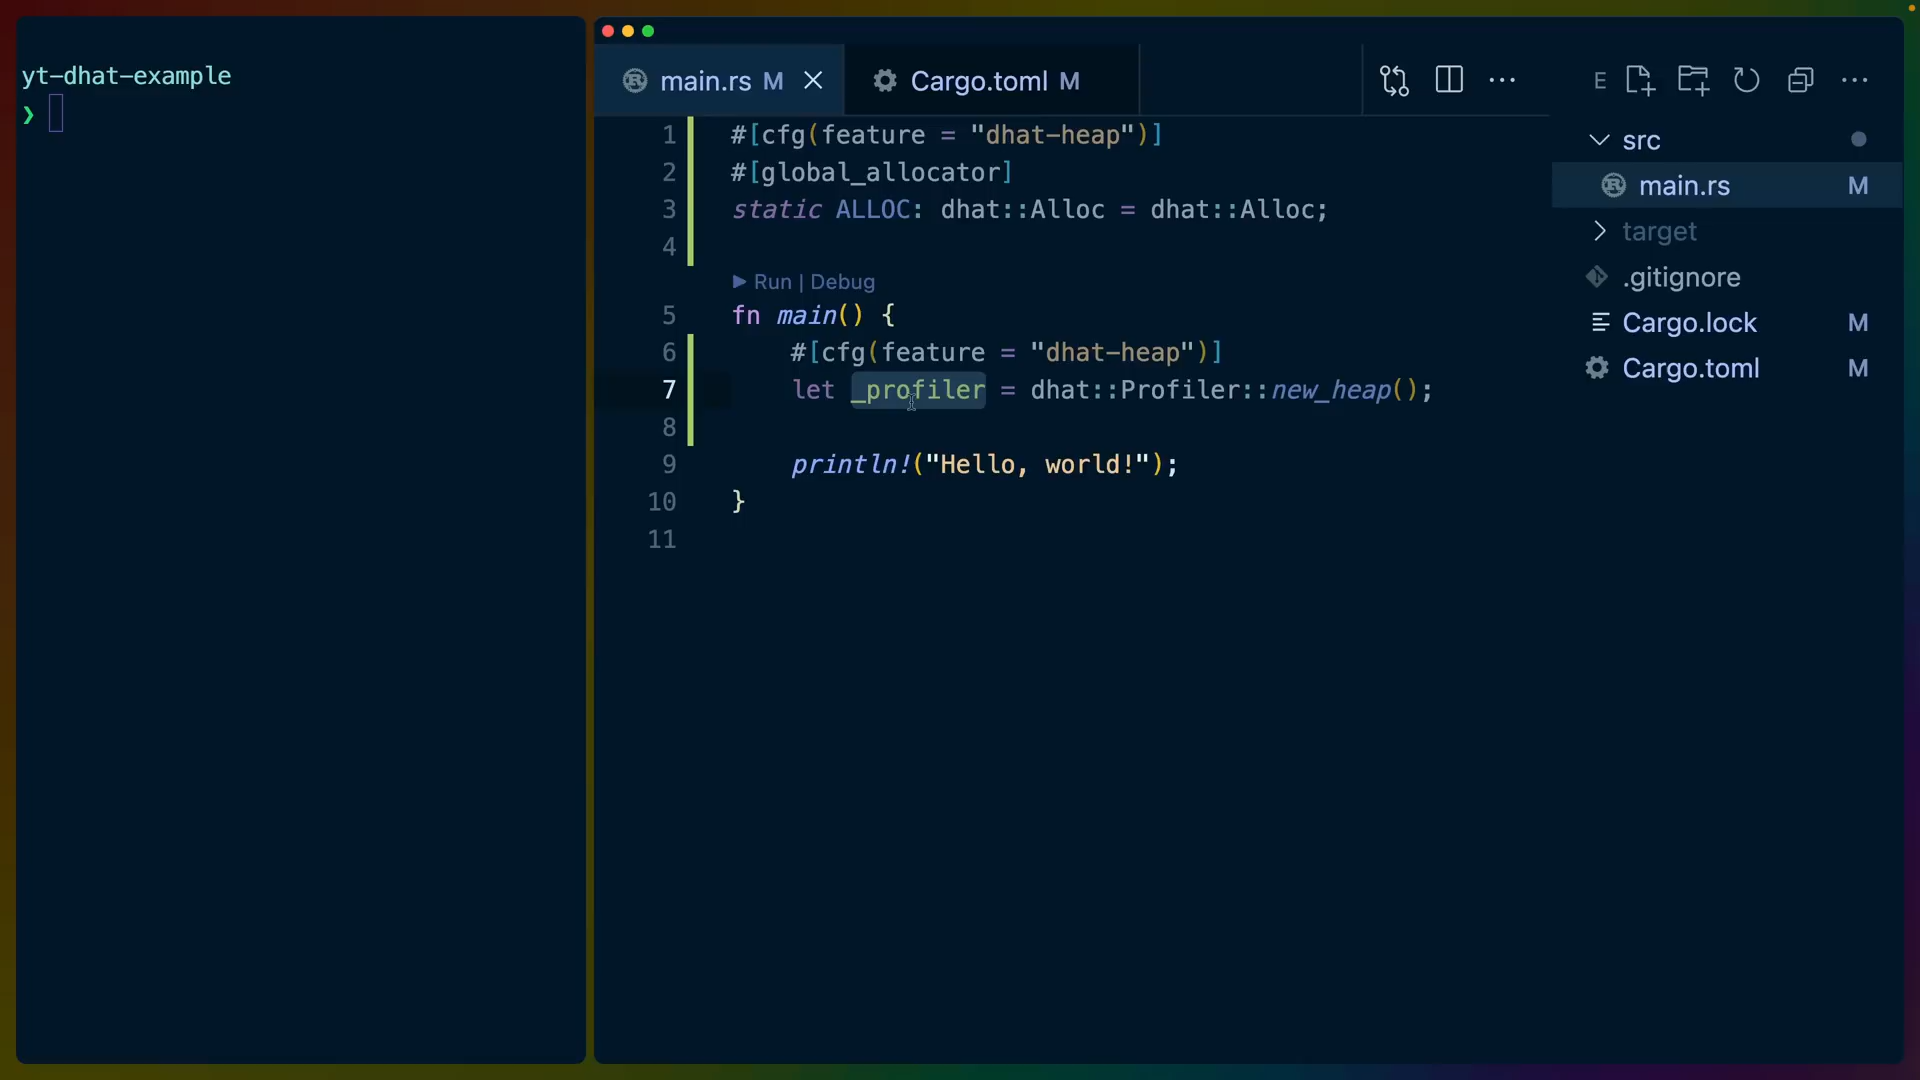 yt-dhat-example
❯
main.rs M
Cargo.toml M
E
1 #[cfg(feature = "dhat-heap")]
2 #[global_allocator]
3 static ALLOC: dhat::Alloc = dhat::Alloc;
4
Run | Debug
5 fn main() {
6 #[cfg(feature = "dhat-heap")]
7 let _profiler = dhat::Profiler::new_heap();
8
9 println!("Hello, world!");
10 }
11
src
main.rs M
target
.gitignore
Cargo.lock M
Cargo.toml M